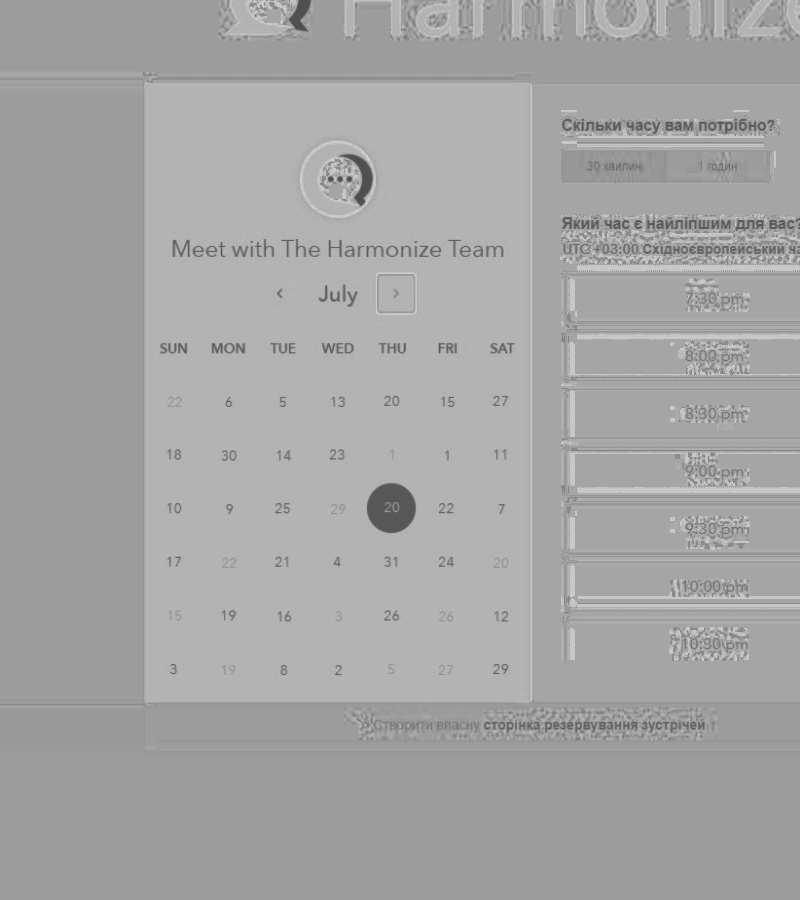 Harmonize
Meet with The Harmonize Team
‹ July ›
SUN MON TUE WED THU FRI SAT
22 6 5 13 20 15 27
18 30 14 23 1 1 11
10 9 25 29 20 22 7
17 22 21 4 31 24 20
15 19 16 3 26 26 12
3 19 8 2 5 27 29
Скільки часу вам потрібно?
30 хвилин 1 годин
Який час є найліпшим для вас?
UTC +03:00 Східноєвропейський
7:30 pm
8:00 pm
8:30 pm
9:00 pm
9:30 pm
10:00 pm
10:30 pm
Створити власну сторінка резервування зустрічей